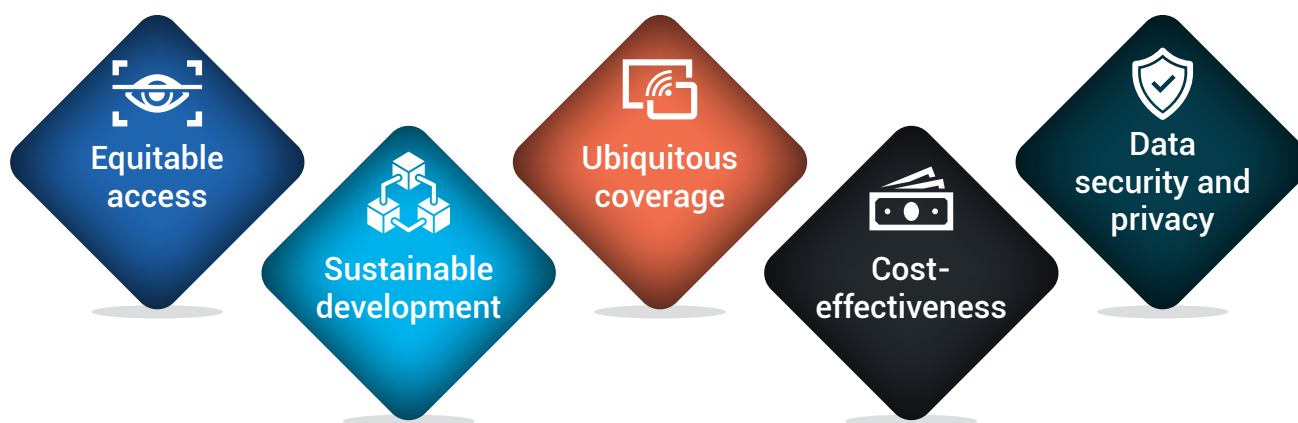 Equitable
access
Sustainable
development
Ubiquitous
coverage
Cost-
effectiveness
Data
security and
privacy